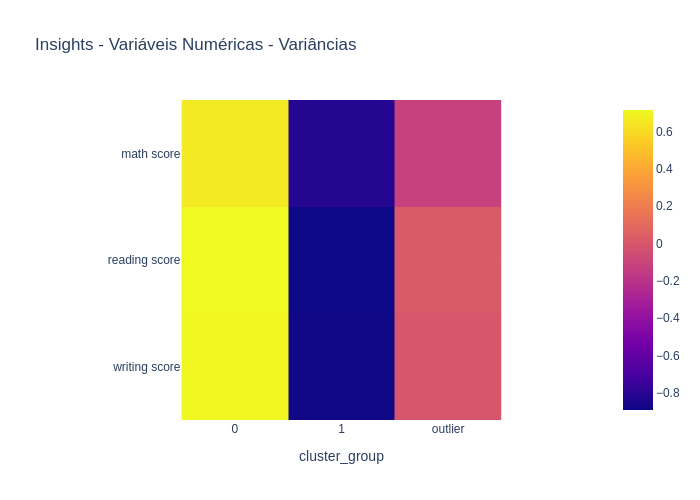 Insights - Variáveis Numéricas - Variâncias
math score
reading score
writing score
0
1
outlier
cluster_group
0.6
0.4
0.2
0
−0.2
−0.4
−0.6
−0.8